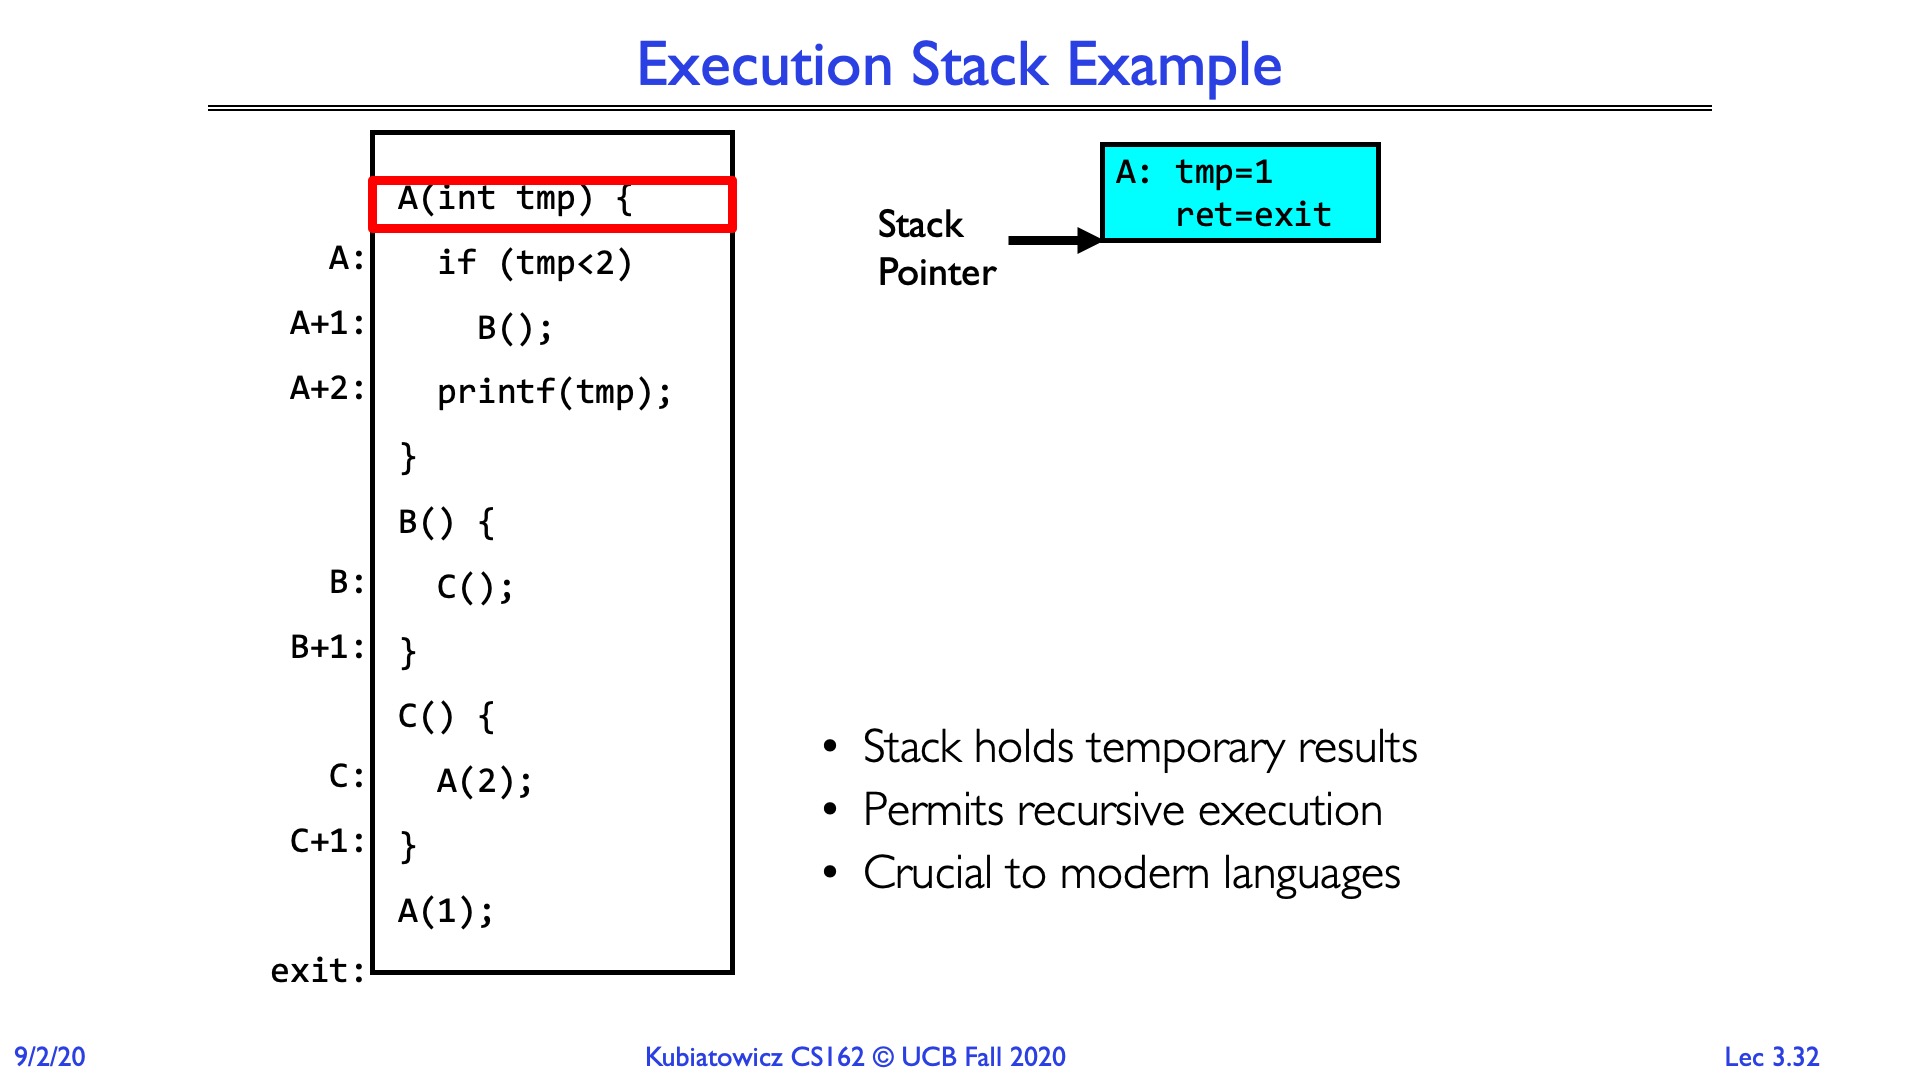 Execution Stack Example
A(int tmp) {
A: if (tmp<2)
A+1: B();
A+2: printf(tmp);
}
B() {
B: C();
B+1: }
C() {
C: A(2);
C+1: }
A(1);
exit:
A: tmp=1
ret=exit
Stack
Pointer
• Stack holds temporary results
• Permits recursive execution
• Crucial to modern languages
9/2/20
Kubiatowicz CS162 © UCB Fall 2020
Lec 3.32